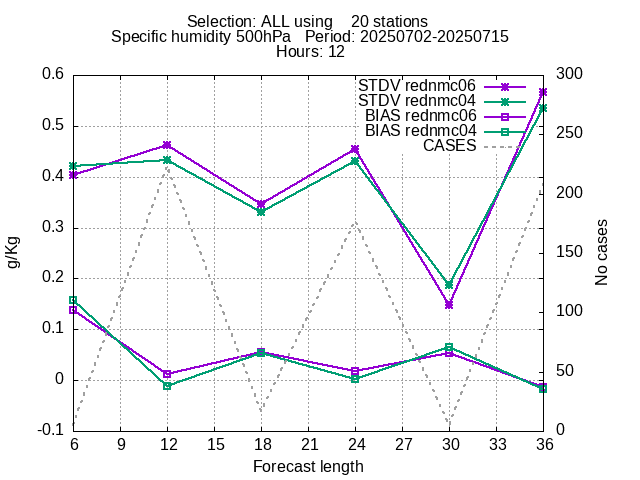 Selection: ALL using    20 stations
Specific humidity 500hPa   Period: 20250702-20250715
Hours: 12
0.6
0.5
0.4
0.3
0.2
0.1
0
-0.1
g/Kg
STDV rednmc06
STDV rednmc04
BIAS rednmc06
BIAS rednmc04
CASES
300
250
200
150
100
50
0
No cases
6 9 12 15 18 21 24 27 30 33 36
Forecast length